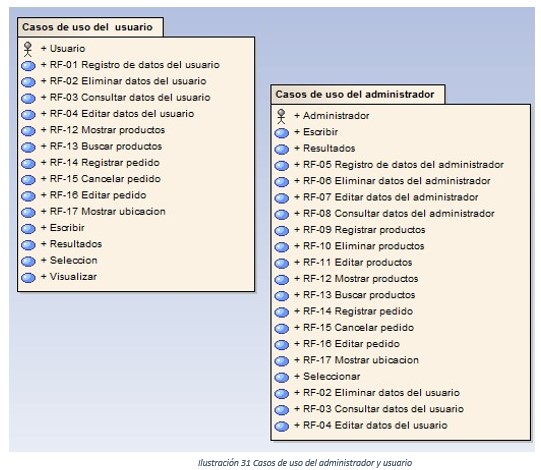 Casos de uso del usuario
+ Usuario
+ RF-01 Registro de datos del usuario
+ RF-02 Eliminar datos del usuario
+ RF-03 Consultar datos del usuario
+ RF-04 Editar datos del usuario
+ RF-12 Mostrar productos
+ RF-13 Buscar productos
+ RF-14 Registrar pedido
+ RF-15 Cancelar pedido
+ RF-16 Editar pedido
+ RF-17 Mostrar ubicacion
+ Escribir
+ Resultados
+ Seleccion
+ Visualizar
Casos de uso del administrador
+ Administrador
+ Escribir
+ Resultados
+ RF-05 Registro de datos del administrador
+ RF-06 Eliminar datos del administrador
+ RF-07 Editar datos del administrador
+ RF-08 Consultar datos del administrador
+ RF-09 Registrar productos
+ RF-10 Eliminar productos
+ RF-11 Editar productos
+ RF-12 Mostrar productos
+ RF-13 Buscar productos
+ RF-14 Registrar pedido
+ RF-15 Cancelar pedido
+ RF-16 Editar pedido
+ RF-17 Mostrar ubicacion
+ Seleccionar
+ RF-02 Eliminar datos del usuario
+ RF-03 Consultar datos del usuario
+ RF-04 Editar datos del usuario
Ilustración 31 Casos de uso del administrador y usuario